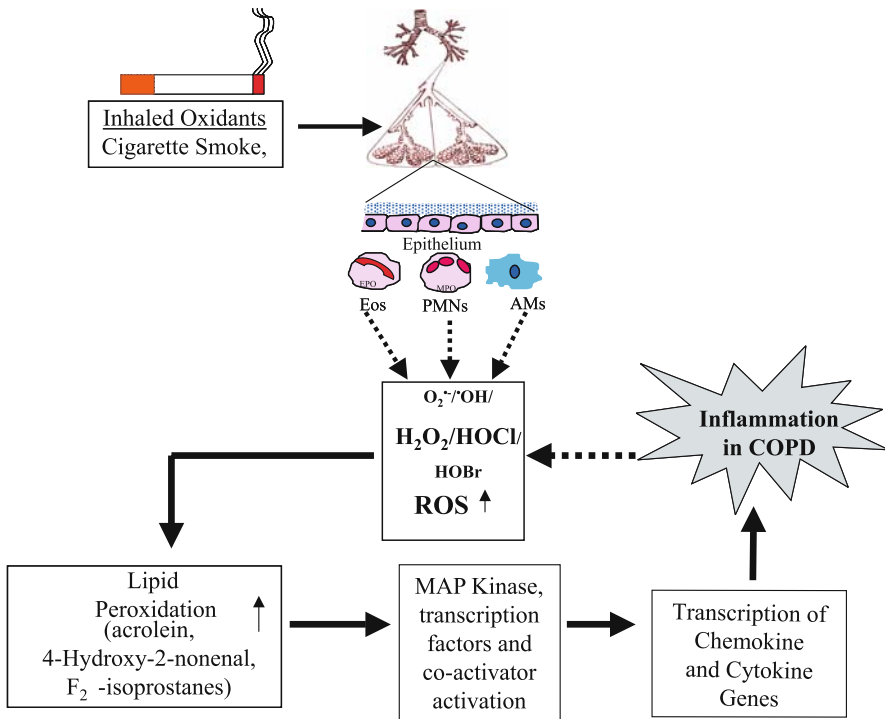 Inhaled Oxidants
Cigarette Smoke,
Epithelium
EPO
MPO
Eos
PMNs
AMs
O₂•⁻/•OH/
H₂O₂/HOCl/
HOBr
ROS
Inflammation
in COPD
Lipid
Peroxidation
(acrolein,
4-Hydroxy-2-nonenal,
F₂ -isoprostanes)
MAP Kinase,
transcription
factors and
co-activator
activation
Transcription of
Chemokine
and Cytokine
Genes